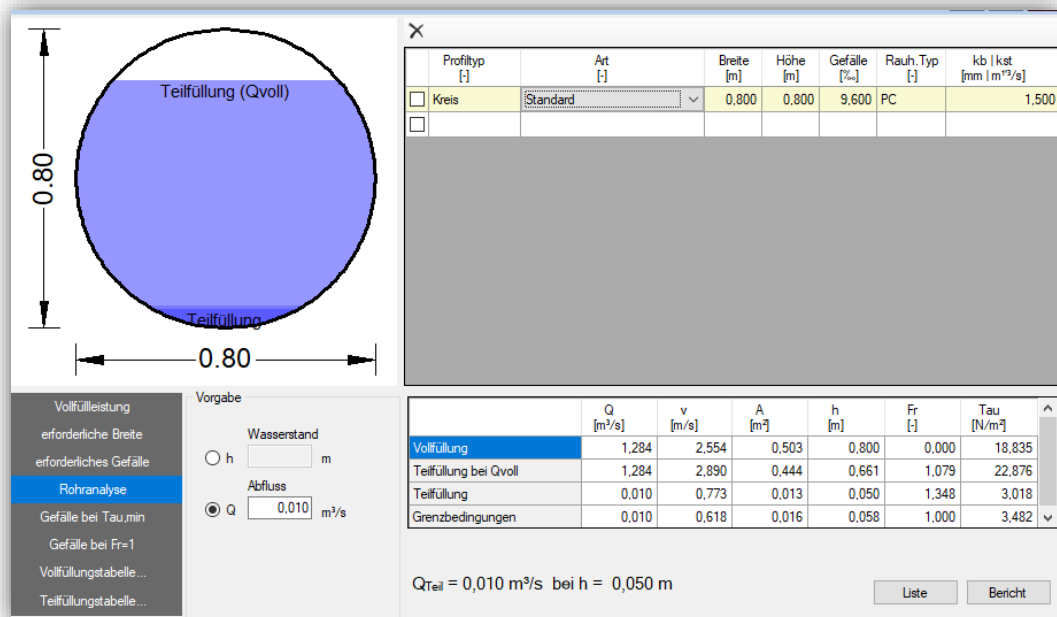 Teilfüllung (Qvoll)
0.80
Teilfüllung
0.80
Profiltyp [-] Art [-] Breite [m] Höhe [m] Gefälle [‰] Rauh.Typ [-] kb | kst [mm | m¹³/s]
Kreis Standard 0,800 0,800 9,600 PC 1,500
Vollfüllleistung
erforderliche Breite
erforderliches Gefälle
Rohranalyse
Gefälle bei Tau,min
Gefälle bei Fr=1
Vollfüllungstabelle...
Teilfüllungstabelle...
Vorgabe
Wasserstand
h m
Abfluss
Q 0,010 m³/s
Q [m³/s] v [m/s] A [m²] h [m] Fr [-] Tau [N/m²]
Vollfüllung 1,284 2,554 0,503 0,800 0,000 18,835
Teilfüllung bei Qvoll 1,284 2,890 0,444 0,661 1,079 22,876
Teilfüllung 0,010 0,773 0,013 0,050 1,348 3,018
Grenzbedingungen 0,010 0,618 0,016 0,058 1,000 3,482
QTeil = 0,010 m³/s bei h = 0,050 m
Liste Bericht